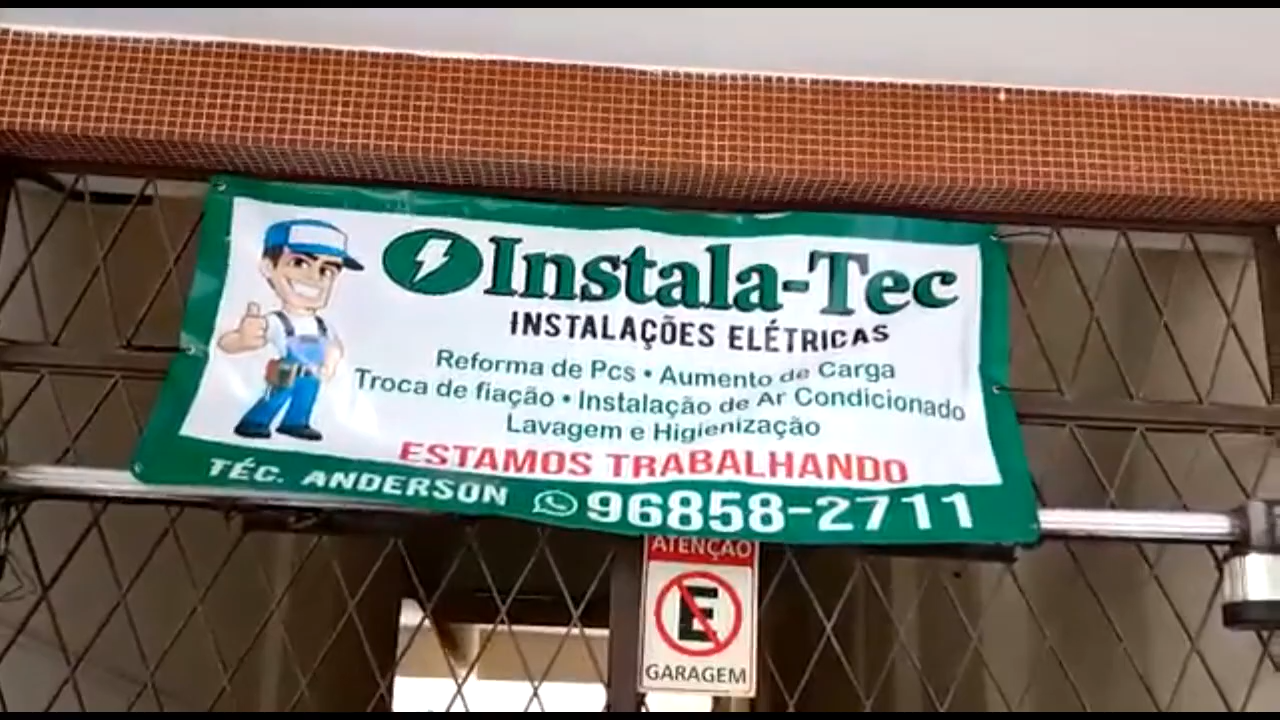 Instala-Tec
INSTALAÇÕES ELÉTRICAS
Reforma de Pcs • Aumento de Carga
Troca de fiação • Instalação de Ar Condicionado
Lavagem e Higienização
ESTAMOS TRABALHANDO
TÉC. ANDERSON 96858-2711
ATENÇÃO
E
GARAGEM